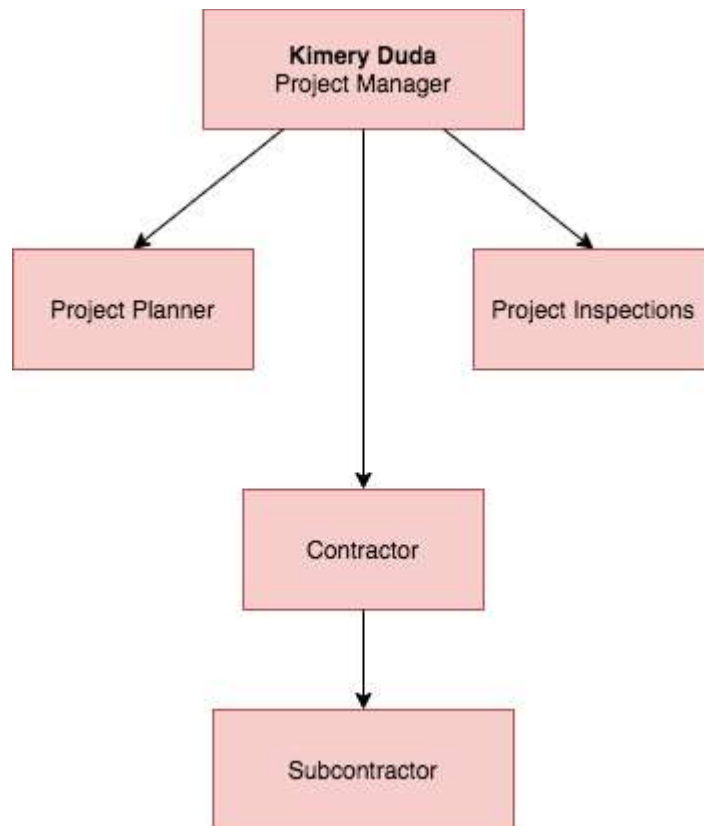 Kimery Duda
Project Manager
Project Planner
Project Inspections
Contractor
Subcontractor